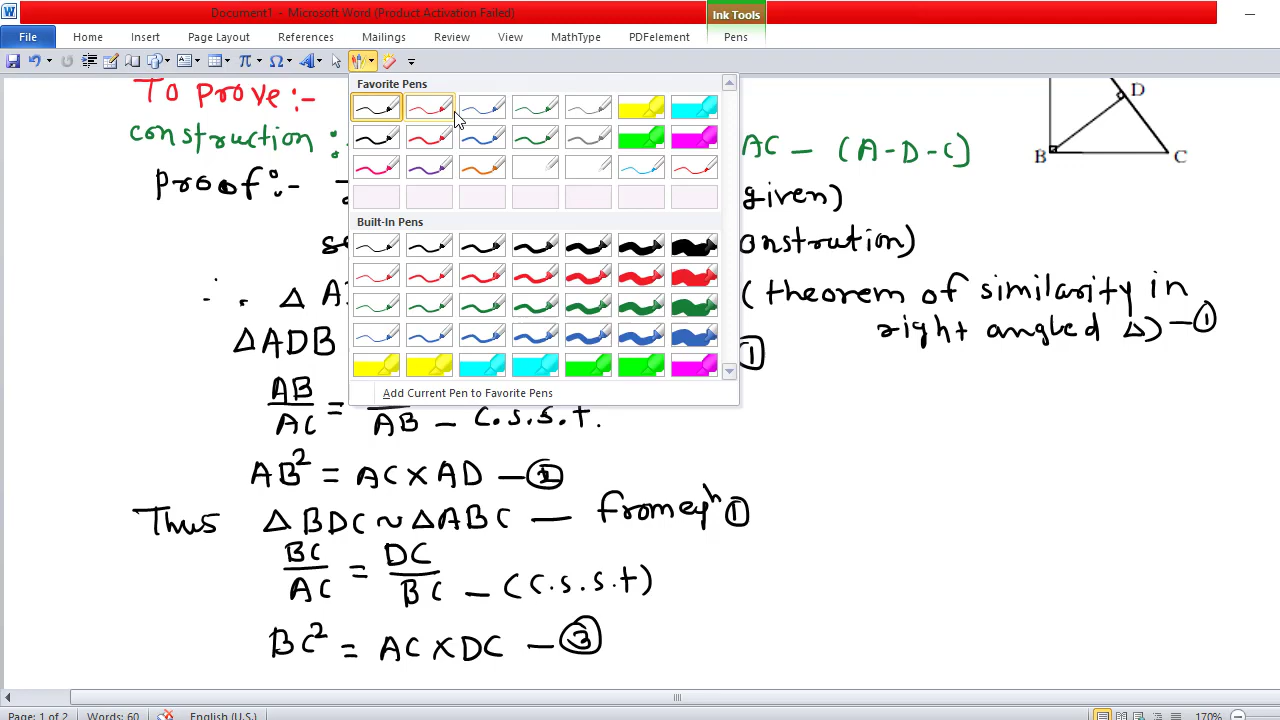 Document1 - Microsoft Word (Product Activation Failed)
Ink Tools
File Home Insert Page Layout References Mailings Review View MathType PDFelement Pens
Favorite Pens
Built-In Pens
Add Current Pen to Favorite Pens
To Prove :-
construction :
AC - (A-D-C)
D
B
C
Proof :-
given)
se
onstrution)
∴ Δ A
(theorem of similarity in
right angled Δ) - ①
Δ ADB
①
AB/AC =
AB - C.S.S.T.
AB² = AC X AD - ②
Thus Δ BDC ~ Δ ABC - from eqⁿ ①
BC/AC = DC/BC - (C.S.S.T)
BC² = AC X DC - ③
Page: 1 of 2 Words: 60 English (U.S.) 170%